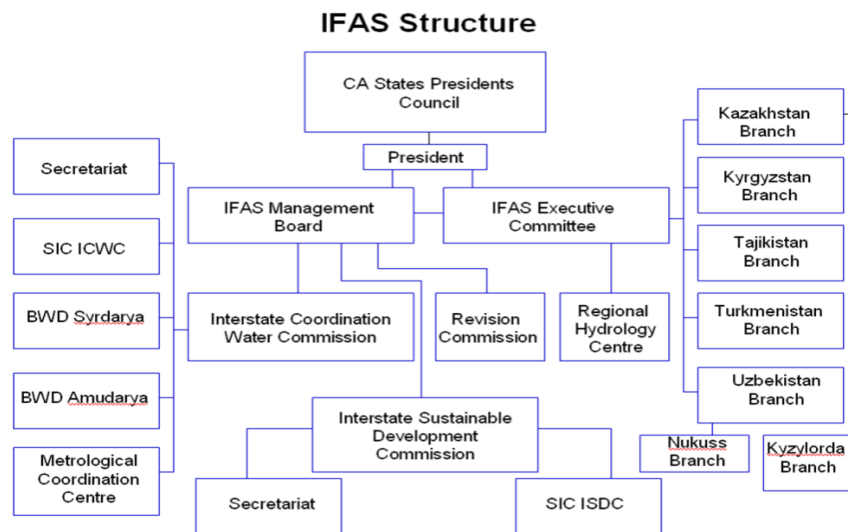 IFAS Structure
CA States Presidents
Council
President
IFAS Management
Board
IFAS Executive
Committee
Secretariat
SIC ICWC
BWD Syrdarya
BWD Amudarya
Metrological
Coordination
Centre
Interstate Coordination
Water Commission
Revision
Commission
Regional
Hydrology
Centre
Kazakhstan
Branch
Kyrgyzstan
Branch
Tajikistan
Branch
Turkmenistan
Branch
Uzbekistan
Branch
Nukuss
Branch
Kyzylorda
Branch
Interstate Sustainable
Development
Commission
Secretariat
SIC ISDC